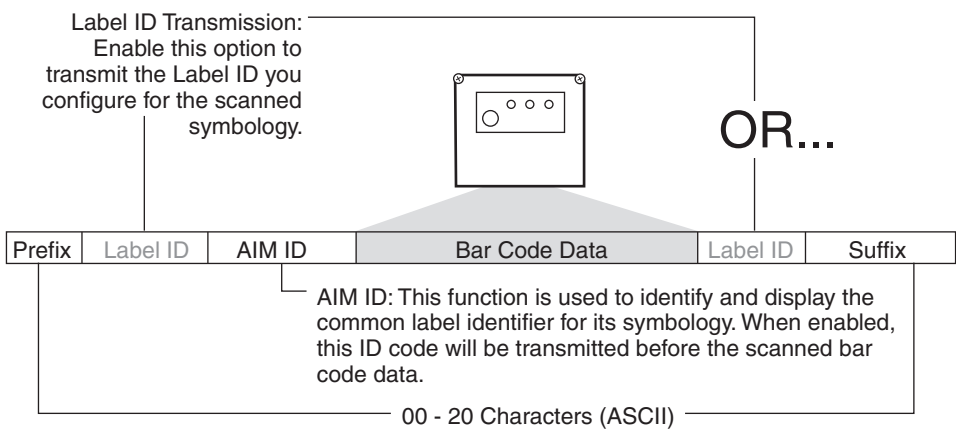 Label ID Transmission:
Enable this option to
transmit the Label ID you
configure for the scanned
symbology.
OR...
Prefix Label ID AIM ID Bar Code Data Label ID Suffix
AIM ID: This function is used to identify and display the
common label identifier for its symbology. When enabled,
this ID code will be transmitted before the scanned bar
code data.
00 - 20 Characters (ASCII)